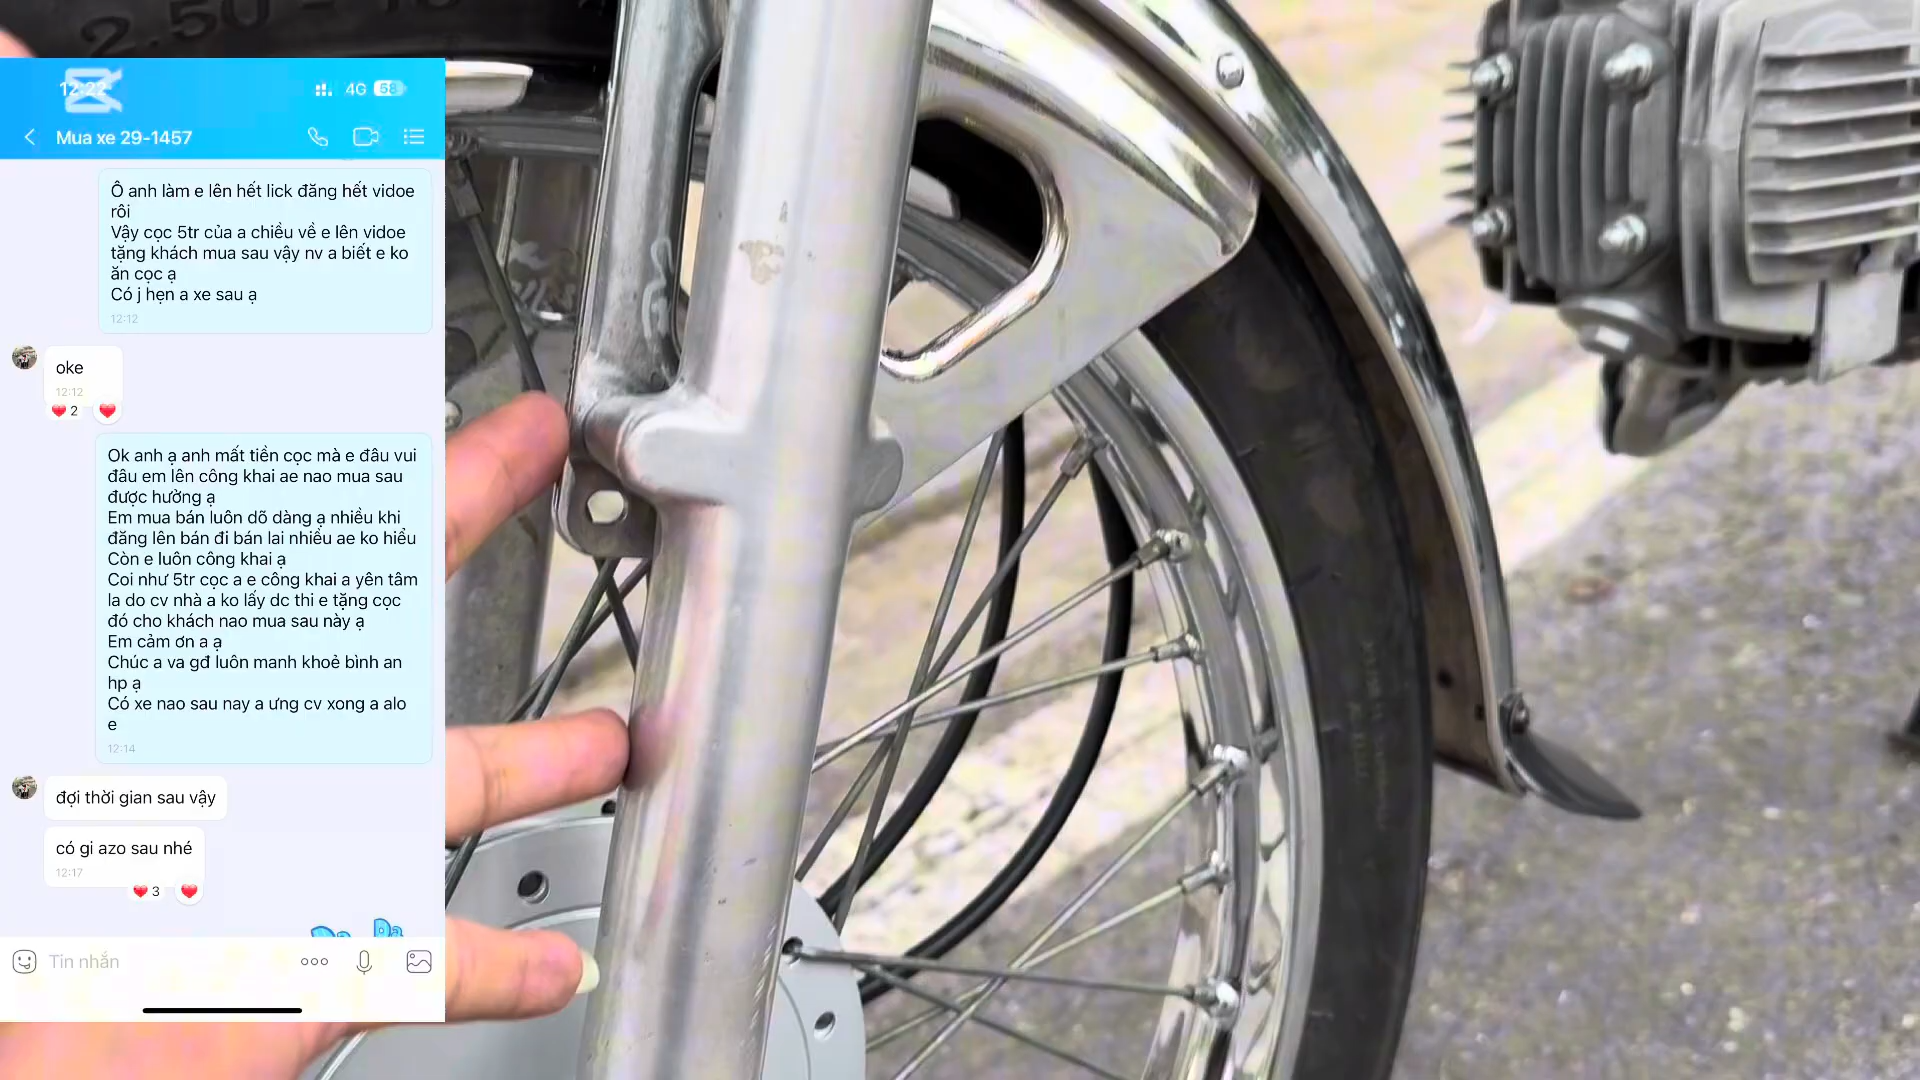 2.50 -
12:22
4G 58
Mua xe 29-1457
Ô anh làm e lên hết lick đăng hết vidoe
rôi
Vậy cọc 5tr của a chiều về e lên vidoe
tặng khách mua sau vậy nv a biết e ko
ăn cọc ạ
Có j hẹn a xe sau ạ
12:12
oke
12:12
2
Ok anh ạ anh mất tiền cọc mà e đâu vui
đâu em lên công khai ae nao mua sau
được hưởng ạ
Em mua bán luôn dõ dàng ạ nhiều khi
đăng lên bán đi bán lai nhiều ae ko hiểu
Còn e luôn công khai ạ
Coi như 5tr cọc a e công khai a yên tâm
la do cv nhà a ko lấy dc thi e tặng cọc
đó cho khách nao mua sau này ạ
Em cảm ơn a ạ
Chúc a va gđ luôn manh khoẻ bình an
hp ạ
Có xe nao sau nay a ưng cv xong a alo
e
12:14
đợi thời gian sau vậy
có gi azo sau nhé
12:17
3
Tin nhắn